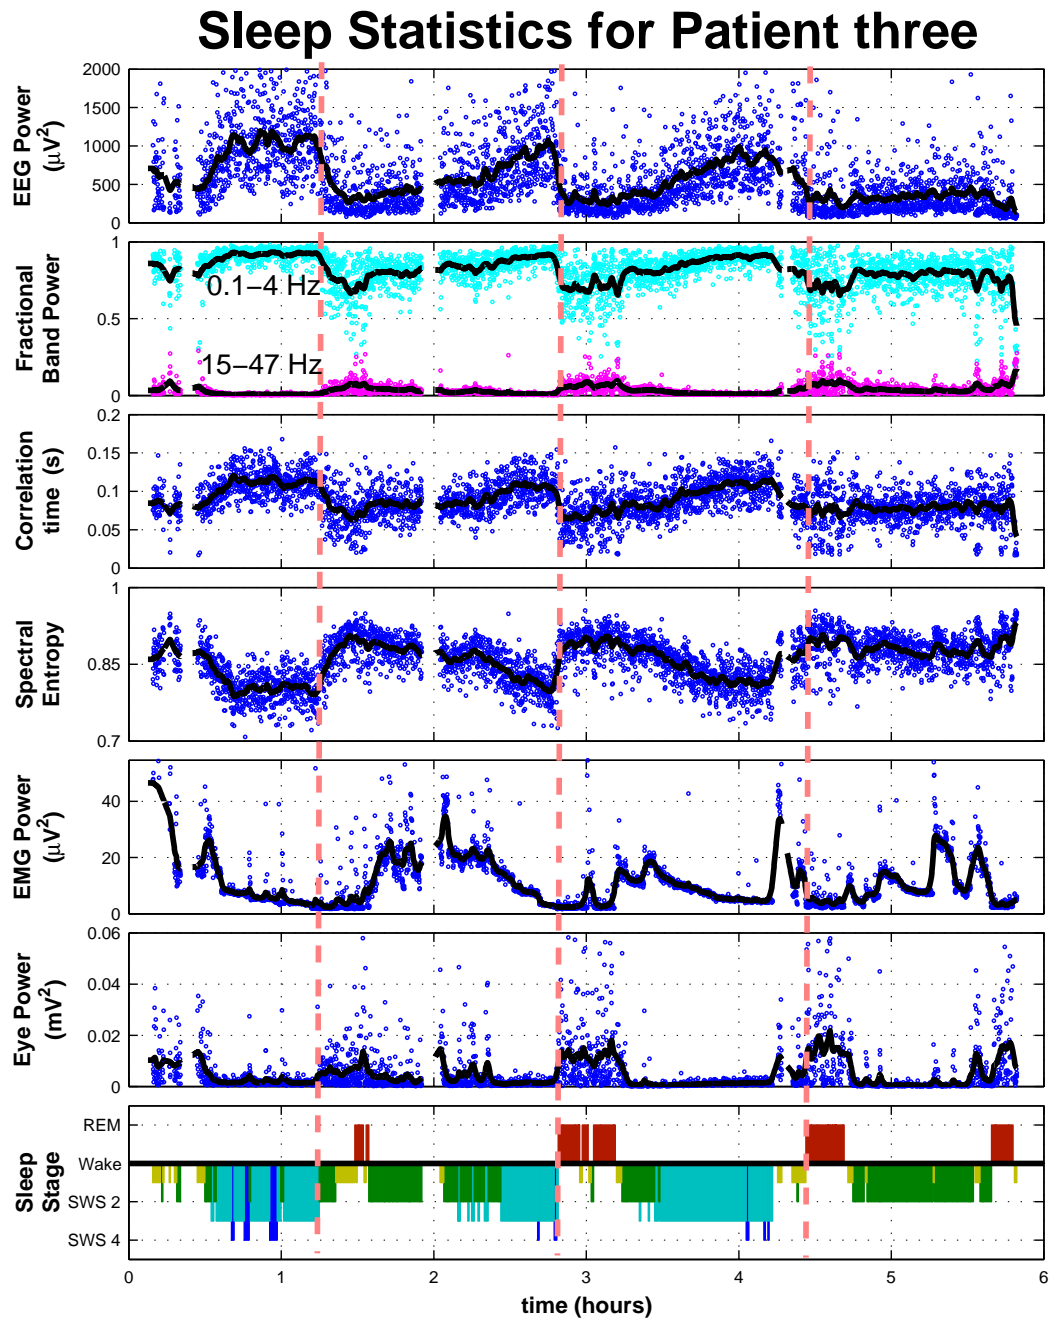 Sleep Statistics for Patient three
EEG Power
(μV²)
2000
1500
1000
500
0
Fractional
Band Power
1
0.5
0
0.1−4 Hz
15−47 Hz
Correlation
time (s)
0.2
0.15
0.1
0.05
0
Spectral
Entropy
1
0.85
0.7
EMG Power
(μV²)
40
20
0
Eye Power
(mV²)
0.06
0.04
0.02
0
Sleep
Stage
REM
Wake
SWS 2
SWS 4
0 1 2 3 4 5 6
time (hours)